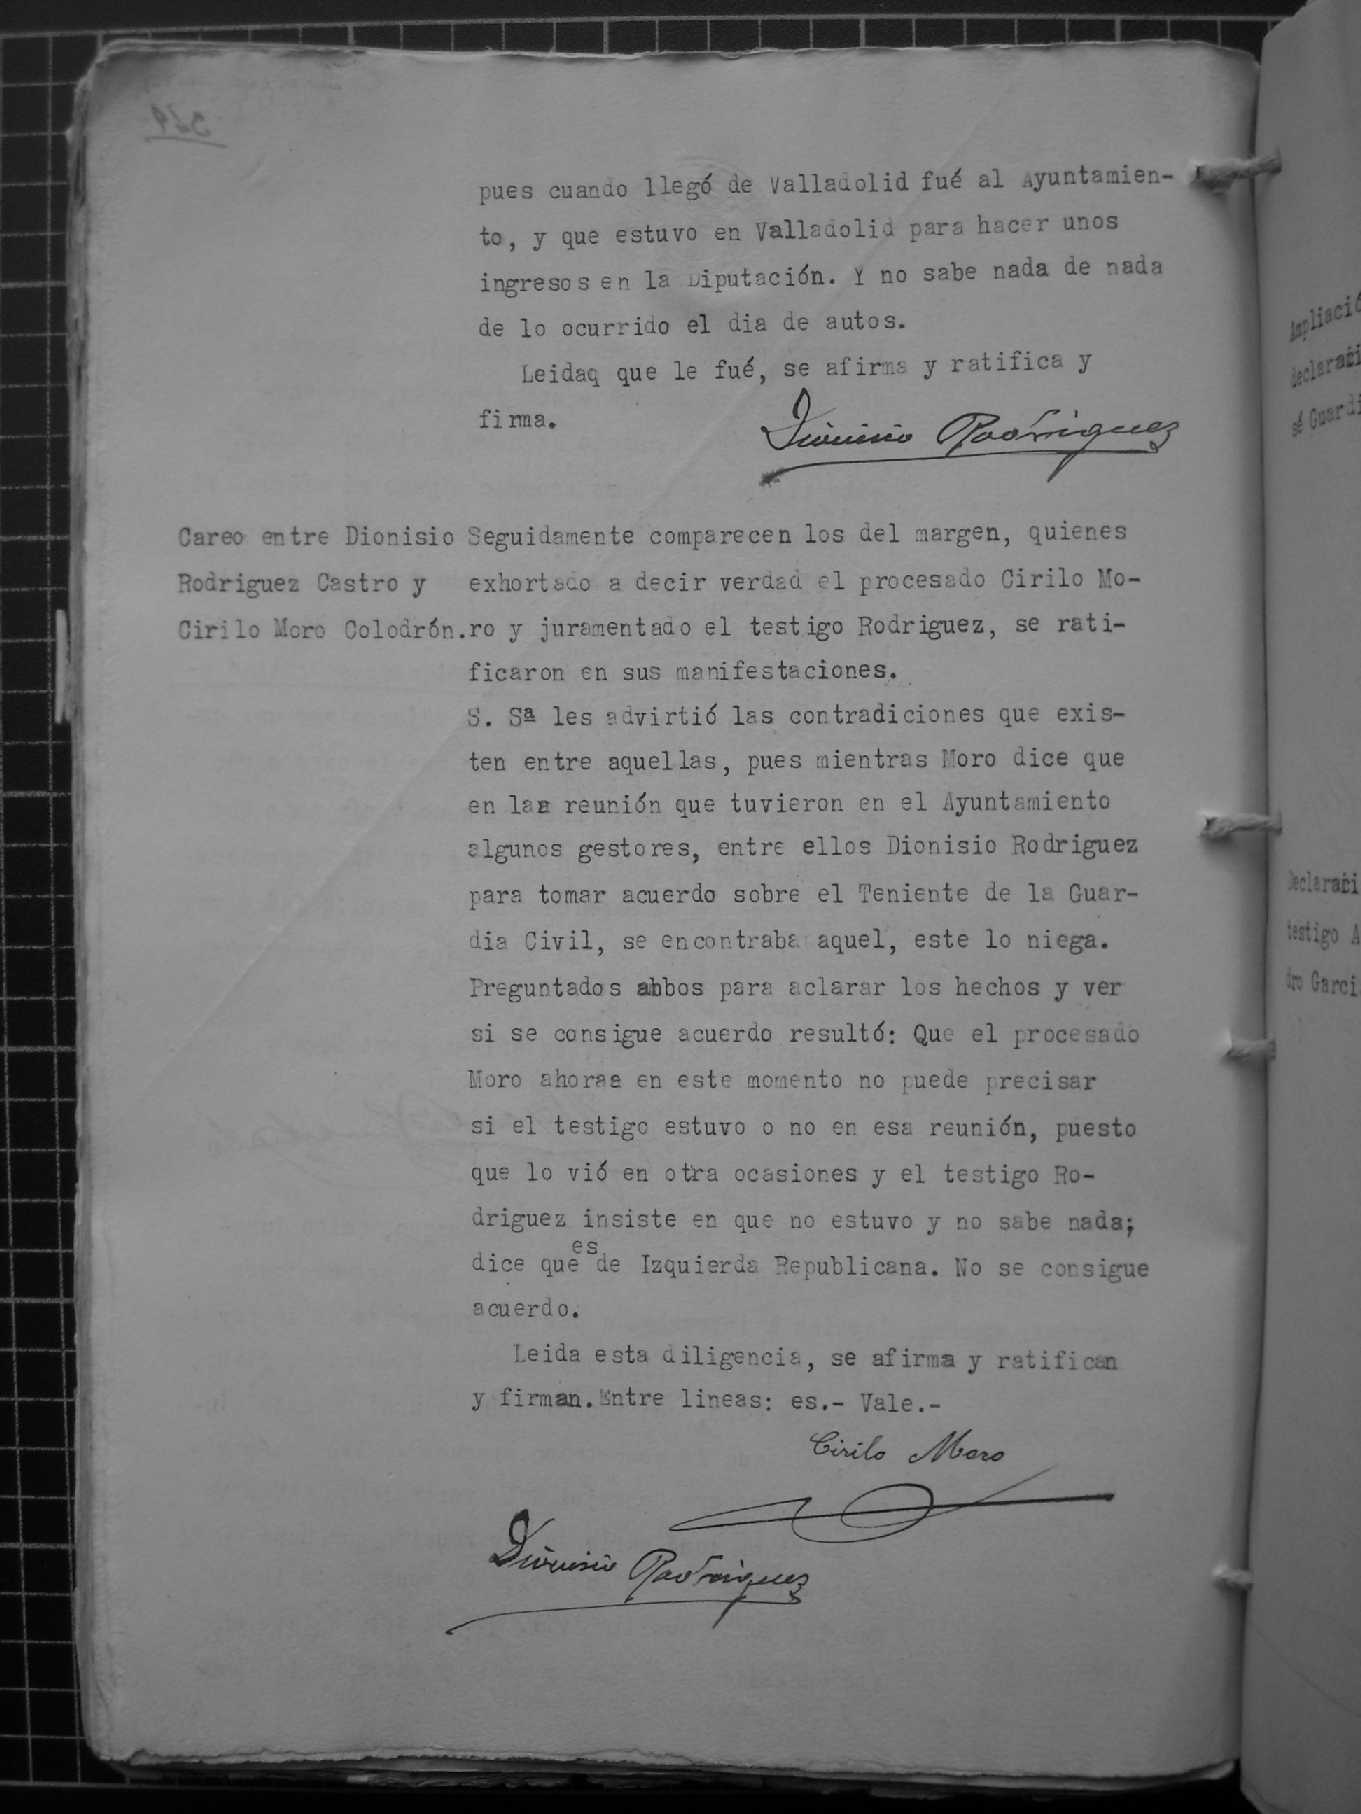 pues cuando llegó de Valladolid fué al Ayuntamien-
to, y que estuvo en Valladolid para hacer unos
ingresos en la Diputación. Y no sabe nada de nada
de lo ocurrido el dia de autos.
Leidaq que le fué, se afirma y ratifica y
firma.
Dionisio Rodriguez
Careo entre Dionisio
Rodriguez Castro y
Cirilo Moro Colodrón.
Seguidamente comparecen los del margen, quienes
exhortado a decir verdad el procesado Cirilo Mo-
ro y juramentado el testigo Rodriguez, se rati-
ficaron en sus manifestaciones.
S. Sª les advirtió las contradiciones que exis-
ten entre aquellas, pues mientras Moro dice que
en las reunión que tuvieron en el Ayuntamiento
algunos gestores, entre ellos Dionisio Rodriguez
para tomar acuerdo sobre el Teniente de la Guar-
dia Civil, se encontraba aquel, este lo niega.
Preguntados abbos para aclarar los hechos y ver
si se consigue acuerdo resultó: Que el procesado
Moro ahorae en este momento no puede precisar
si el testigo estuvo o no en esa reunión, puesto
que lo vió en otra ocasiones y el testigo Ro-
driguez insiste en que no estuvo y no sabe nada;
dice que es de Izquierda Republicana. No se consigue
acuerdo.
Leida esta diligencia, se afirma y ratifican
y firman. Entre lineas: es.- Vale.-
Cirilo Moro
Dionisio Rodriguez
Ampliació
declarati
sé Guardi
Declarati
testigo A
dro Garci